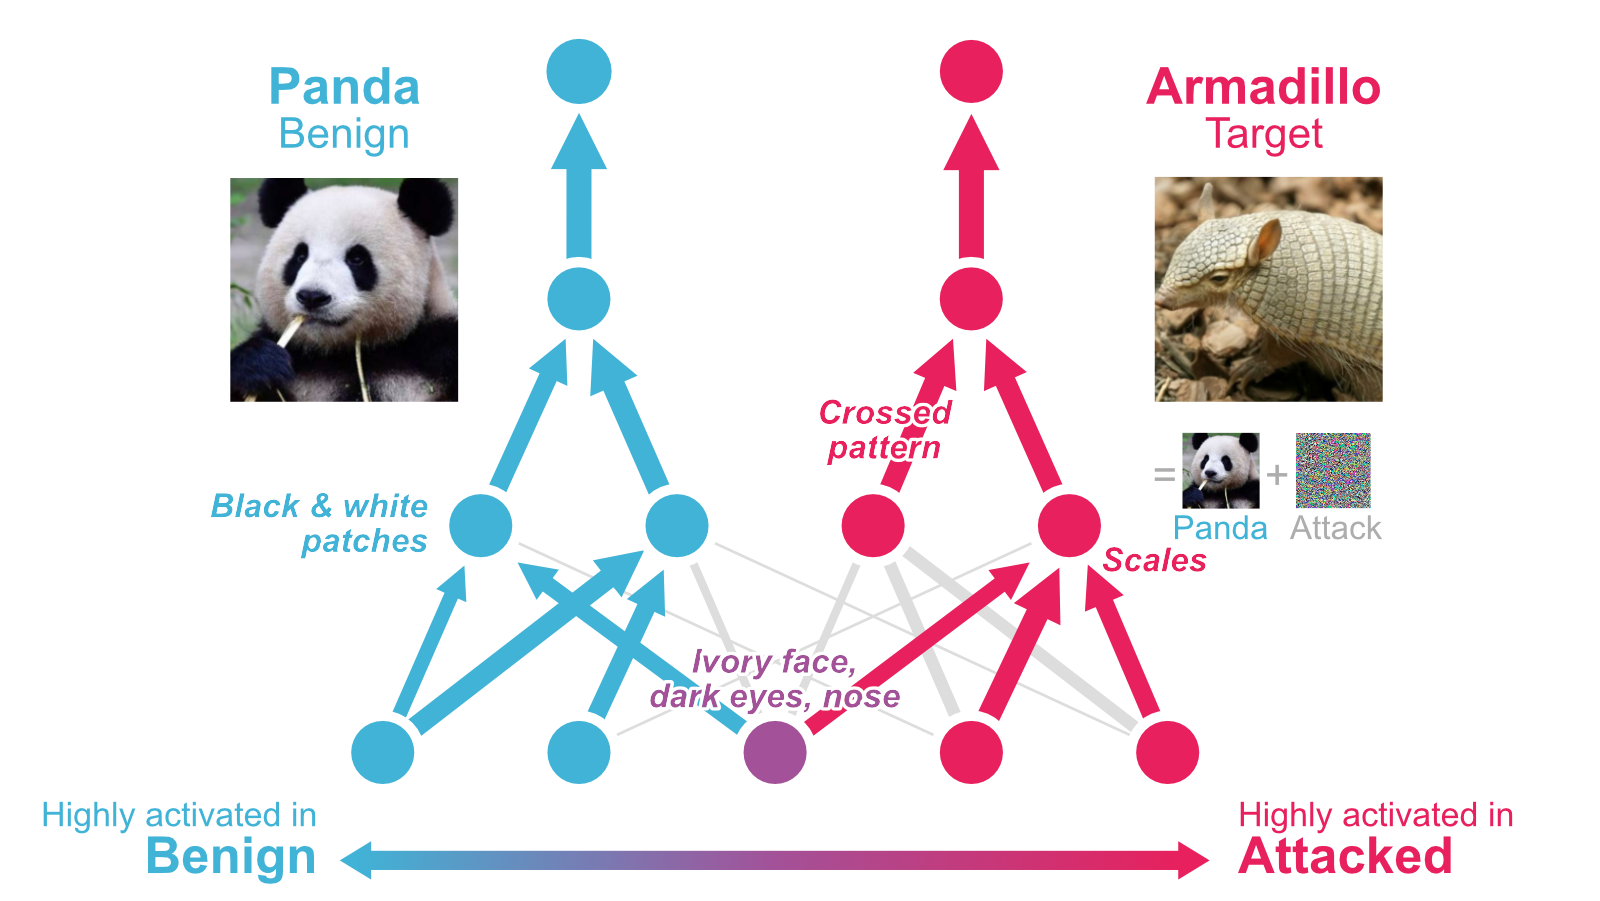 Panda
Benign
Armadillo
Target
Crossed
pattern
= +
Panda Attack
Black & white
patches
Scales
Ivory face,
dark eyes, nose
Highly activated in
Benign
Highly activated in
Attacked